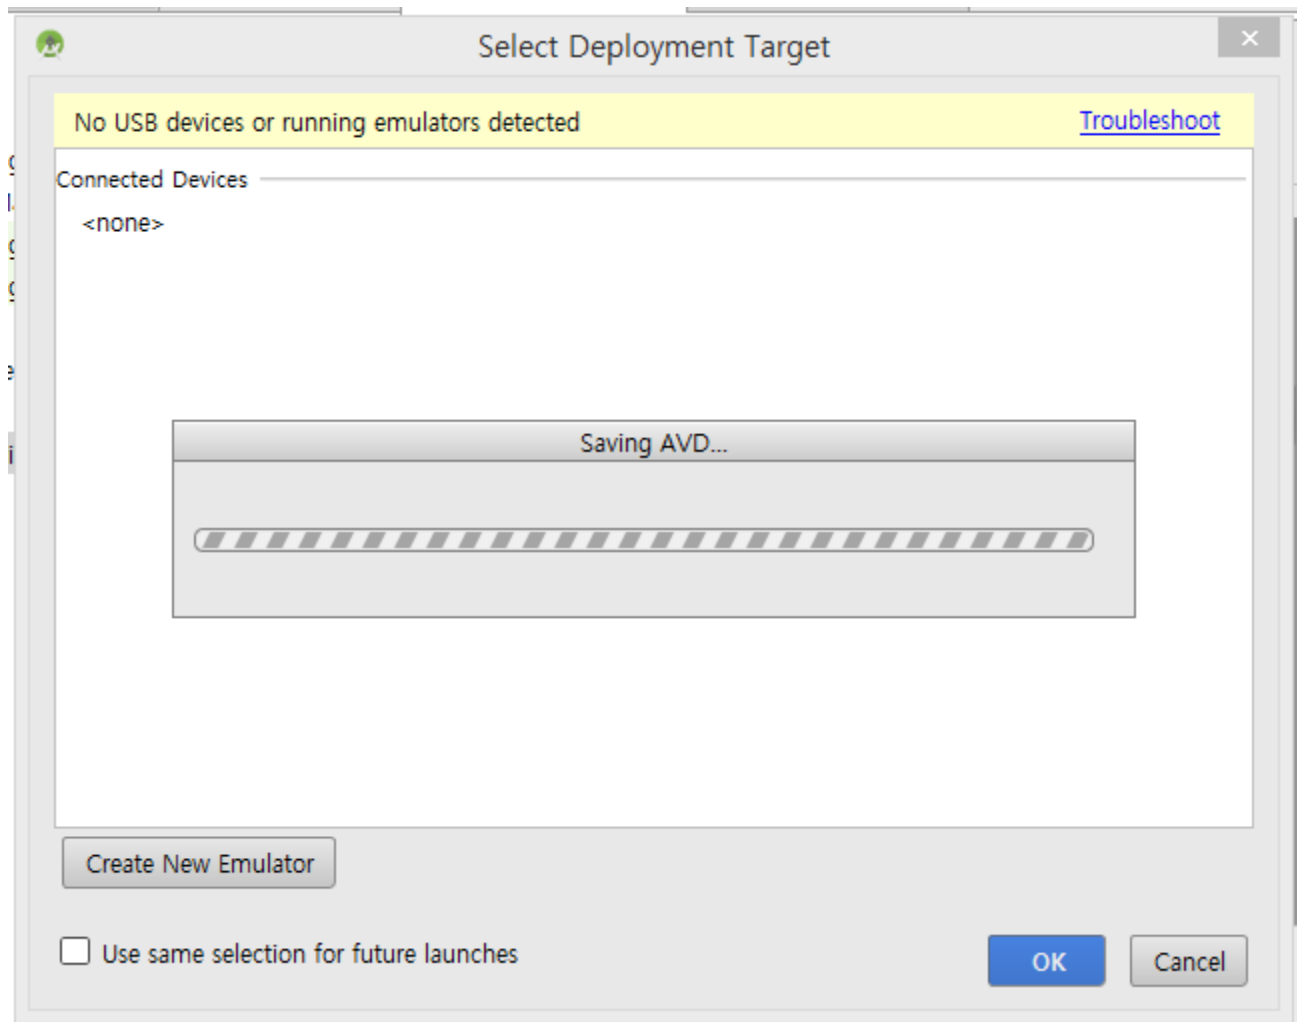 Select Deployment Target
No USB devices or running emulators detected
Troubleshoot
Connected Devices
<none>
Saving AVD...
Create New Emulator
Use same selection for future launches
OK
Cancel